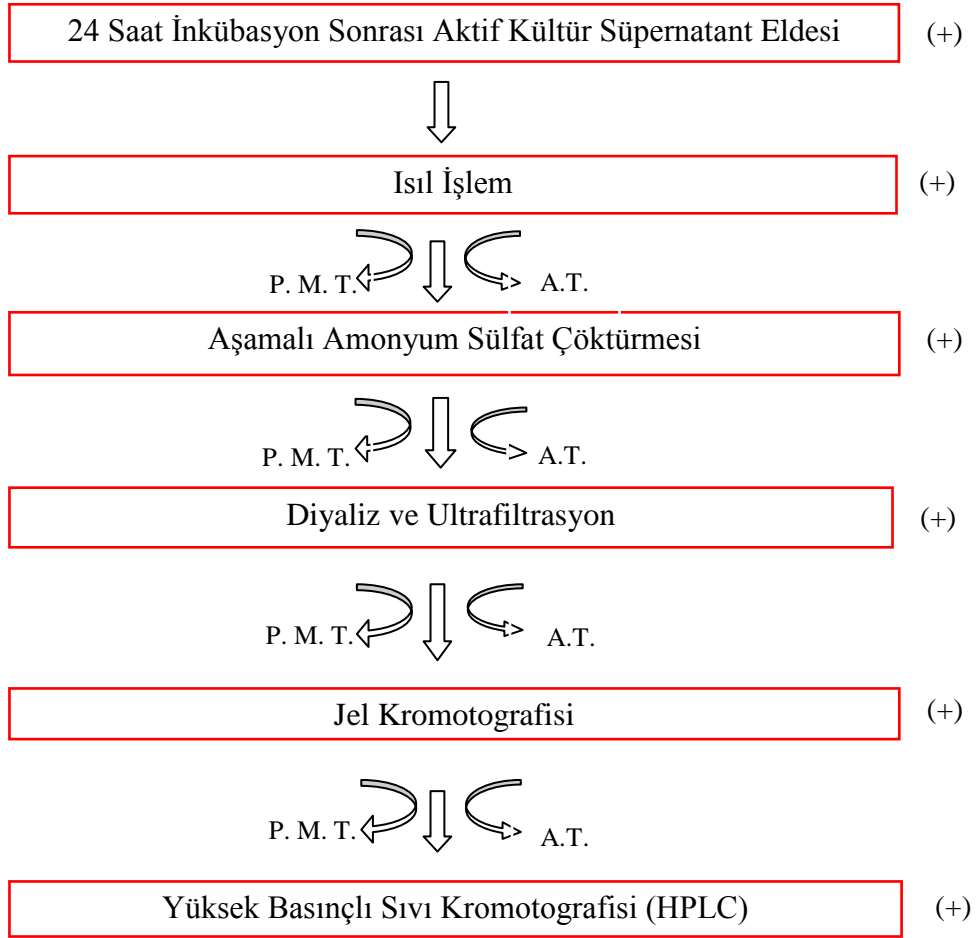 24 Saat İnkübasyon Sonrası Aktif Kültür Süpernatant Eldesi (+)
Isıl İşlem (+)
P. M. T. A.T.
Aşamalı Amonyum Sülfat Çöktürmesi (+)
P. M. T. A.T.
Diyaliz ve Ultrafiltrasyon (+)
P. M. T. A.T.
Jel Kromotografisi (+)
P. M. T. A.T.
Yüksek Basınçlı Sıvı Kromotografisi (HPLC) (+)